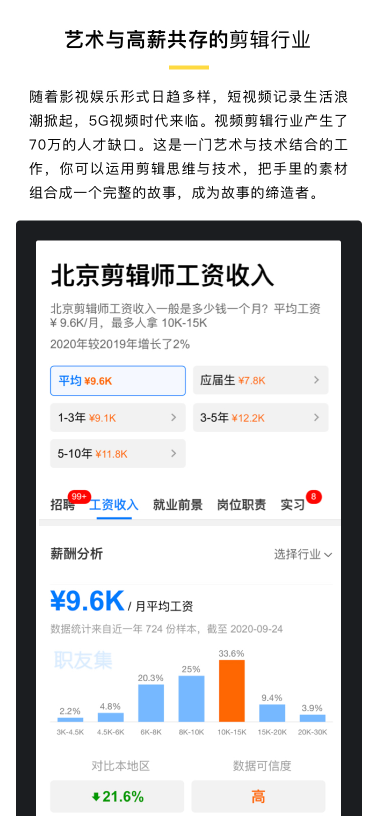 艺术与高薪共存的剪辑行业
随着影视娱乐形式日趋多样，短视频记录生活浪
潮掀起，5G视频时代来临。视频剪辑行业产生了
70万的人才缺口。这是一门艺术与技术结合的工
作，你可以运用剪辑思维与技术，把手里的素材
组合成一个完整的故事，成为故事的缔造者。
北京剪辑师工资收入
北京剪辑师工资收入一般是多少钱一个月？平均工资
¥ 9.6K/月，最多人拿 10K-15K
2020年较2019年增长了2%
平均 ¥9.6K 应届生 ¥7.8K
1-3年 ¥9.1K 3-5年 ¥12.2K
5-10年 ¥11.8K
招聘 99+ 工资收入 就业前景 岗位职责 实习 8
薪酬分析 选择行业
¥9.6K / 月平均工资
数据统计来自近一年 724 份样本，截至 2020-09-24
职友集
2.2% 4.8% 20.3% 25% 33.6% 9.4% 3.9%
3K-4.5K 4.5K-6K 6K-8K 8K-10K 10K-15K 15K-20K 20K-30K
对比本地区 数据可信度
21.6% 高